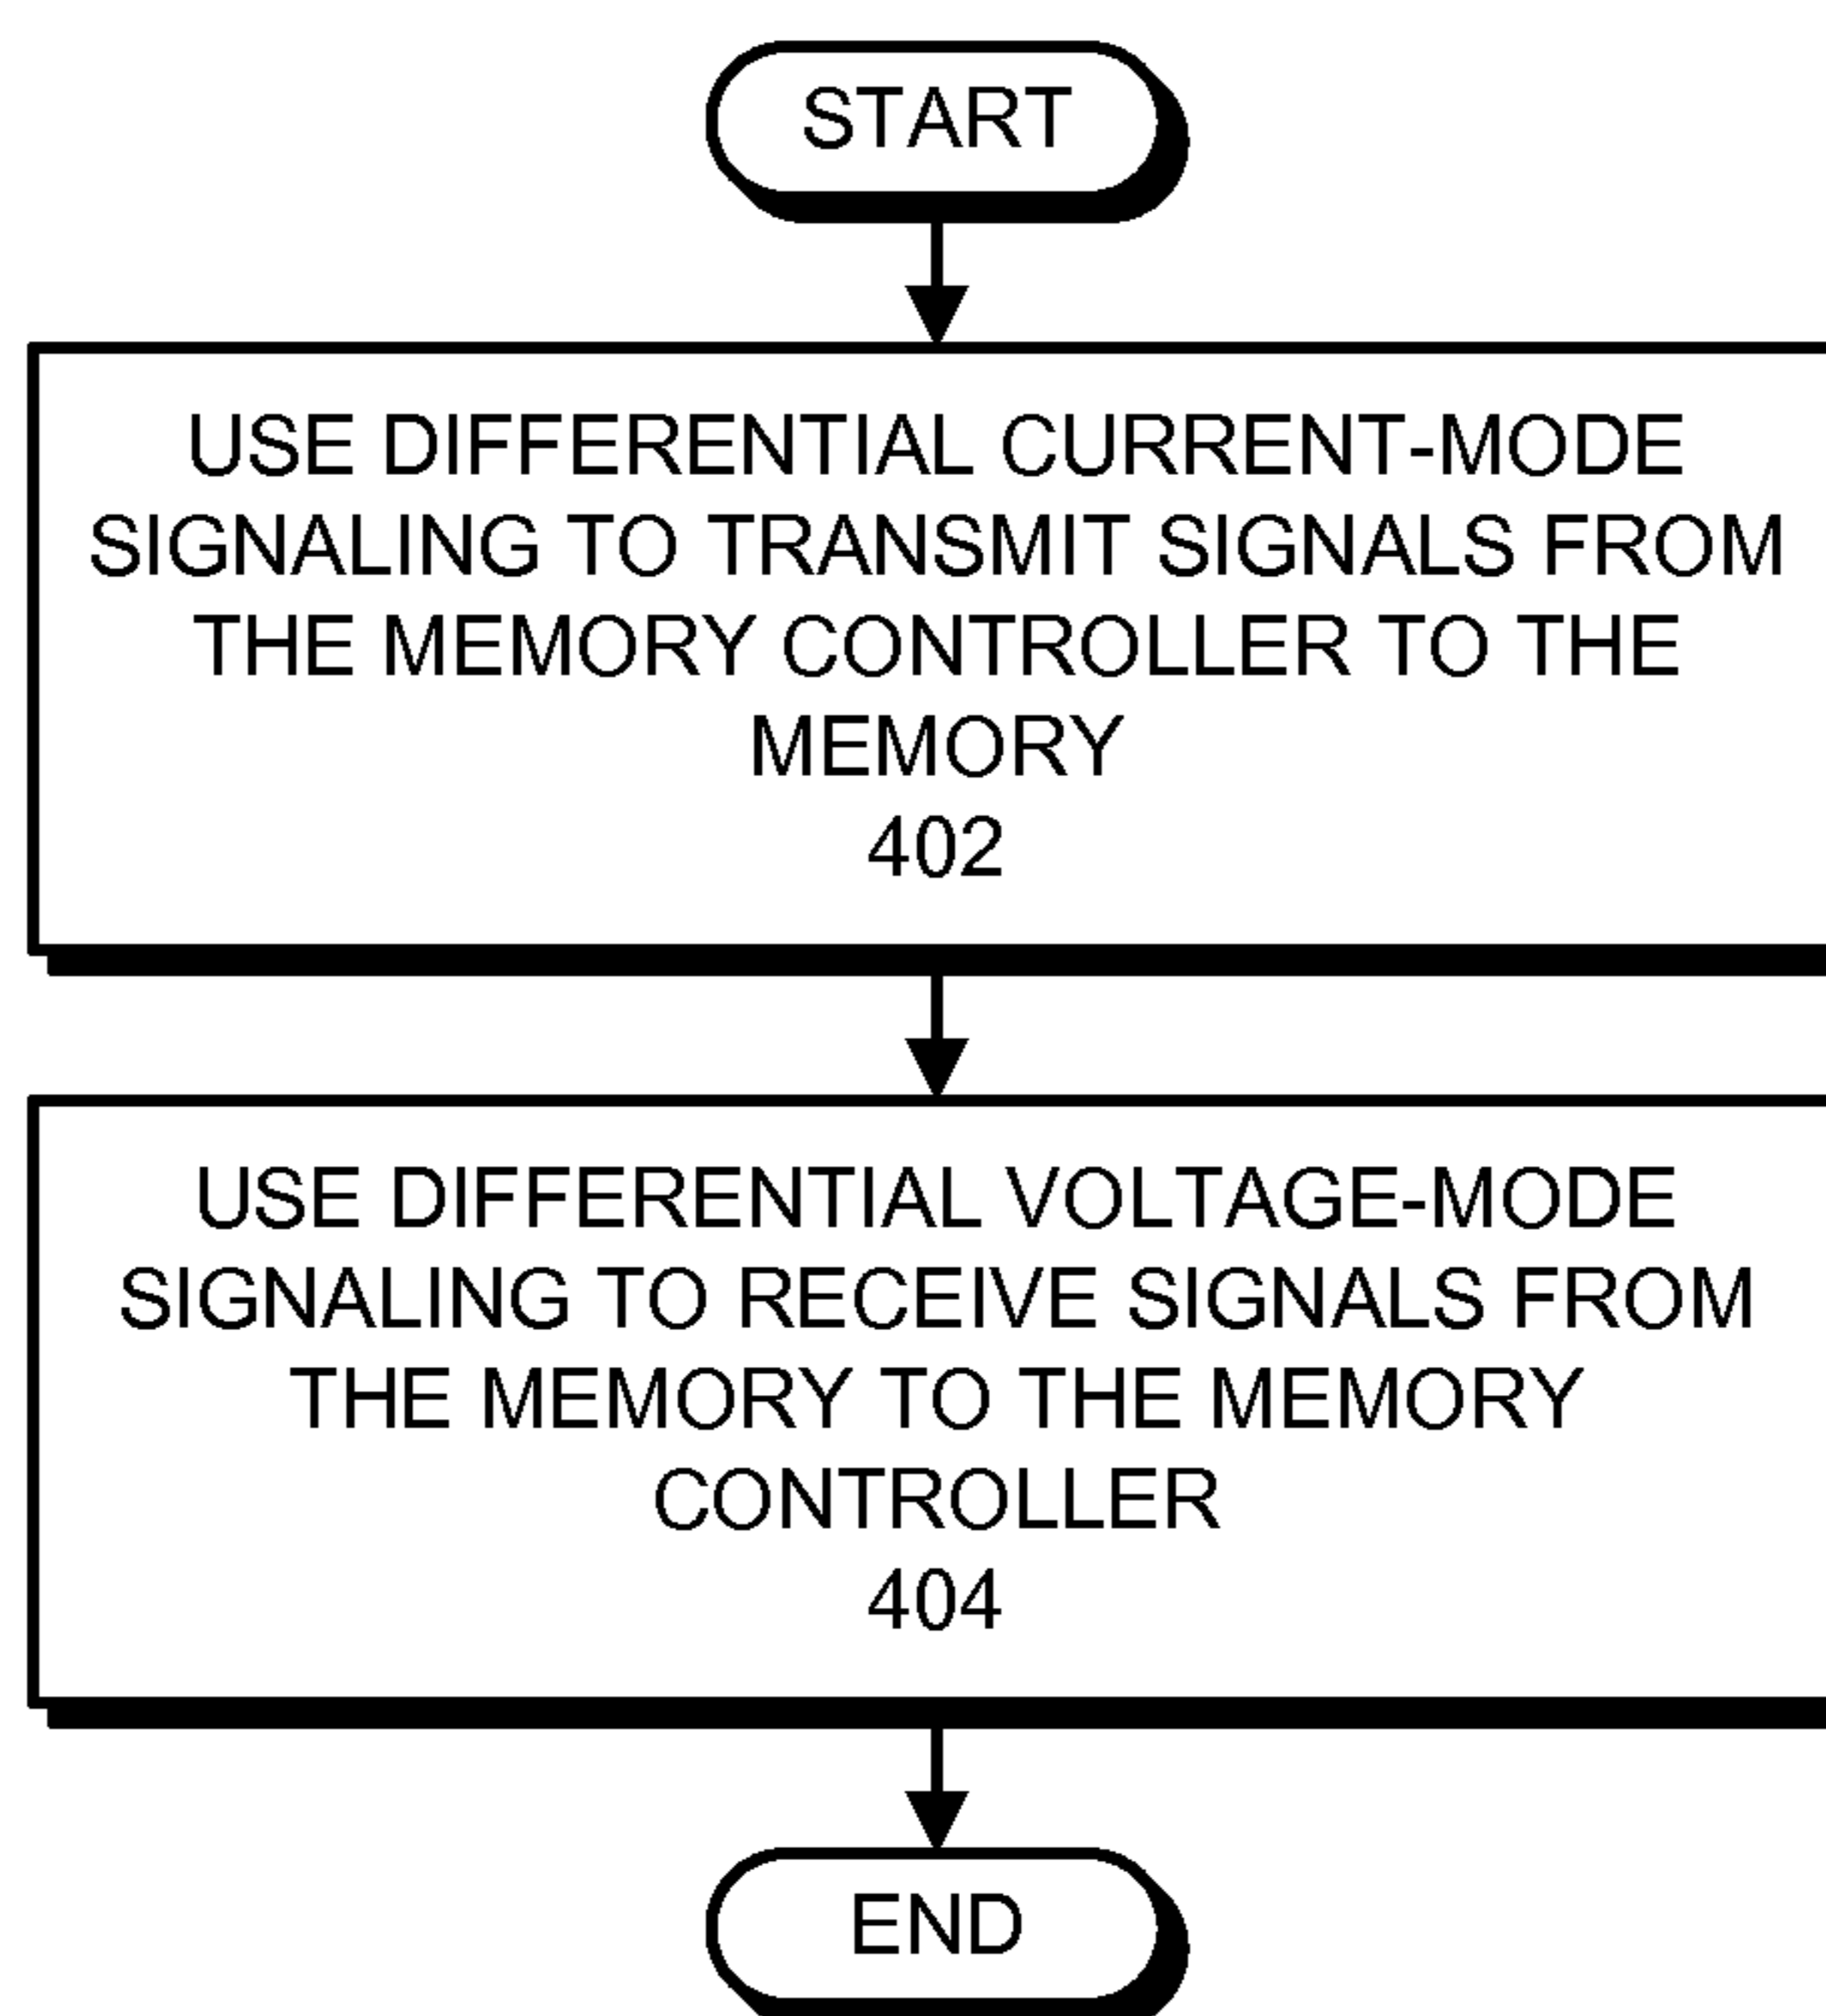 START
USE DIFFERENTIAL CURRENT-MODE
SIGNALING TO TRANSMIT SIGNALS FROM
THE MEMORY CONTROLLER TO THE
MEMORY
402
USE DIFFERENTIAL VOLTAGE-MODE
SIGNALING TO RECEIVE SIGNALS FROM
THE MEMORY TO THE MEMORY
CONTROLLER
404
END